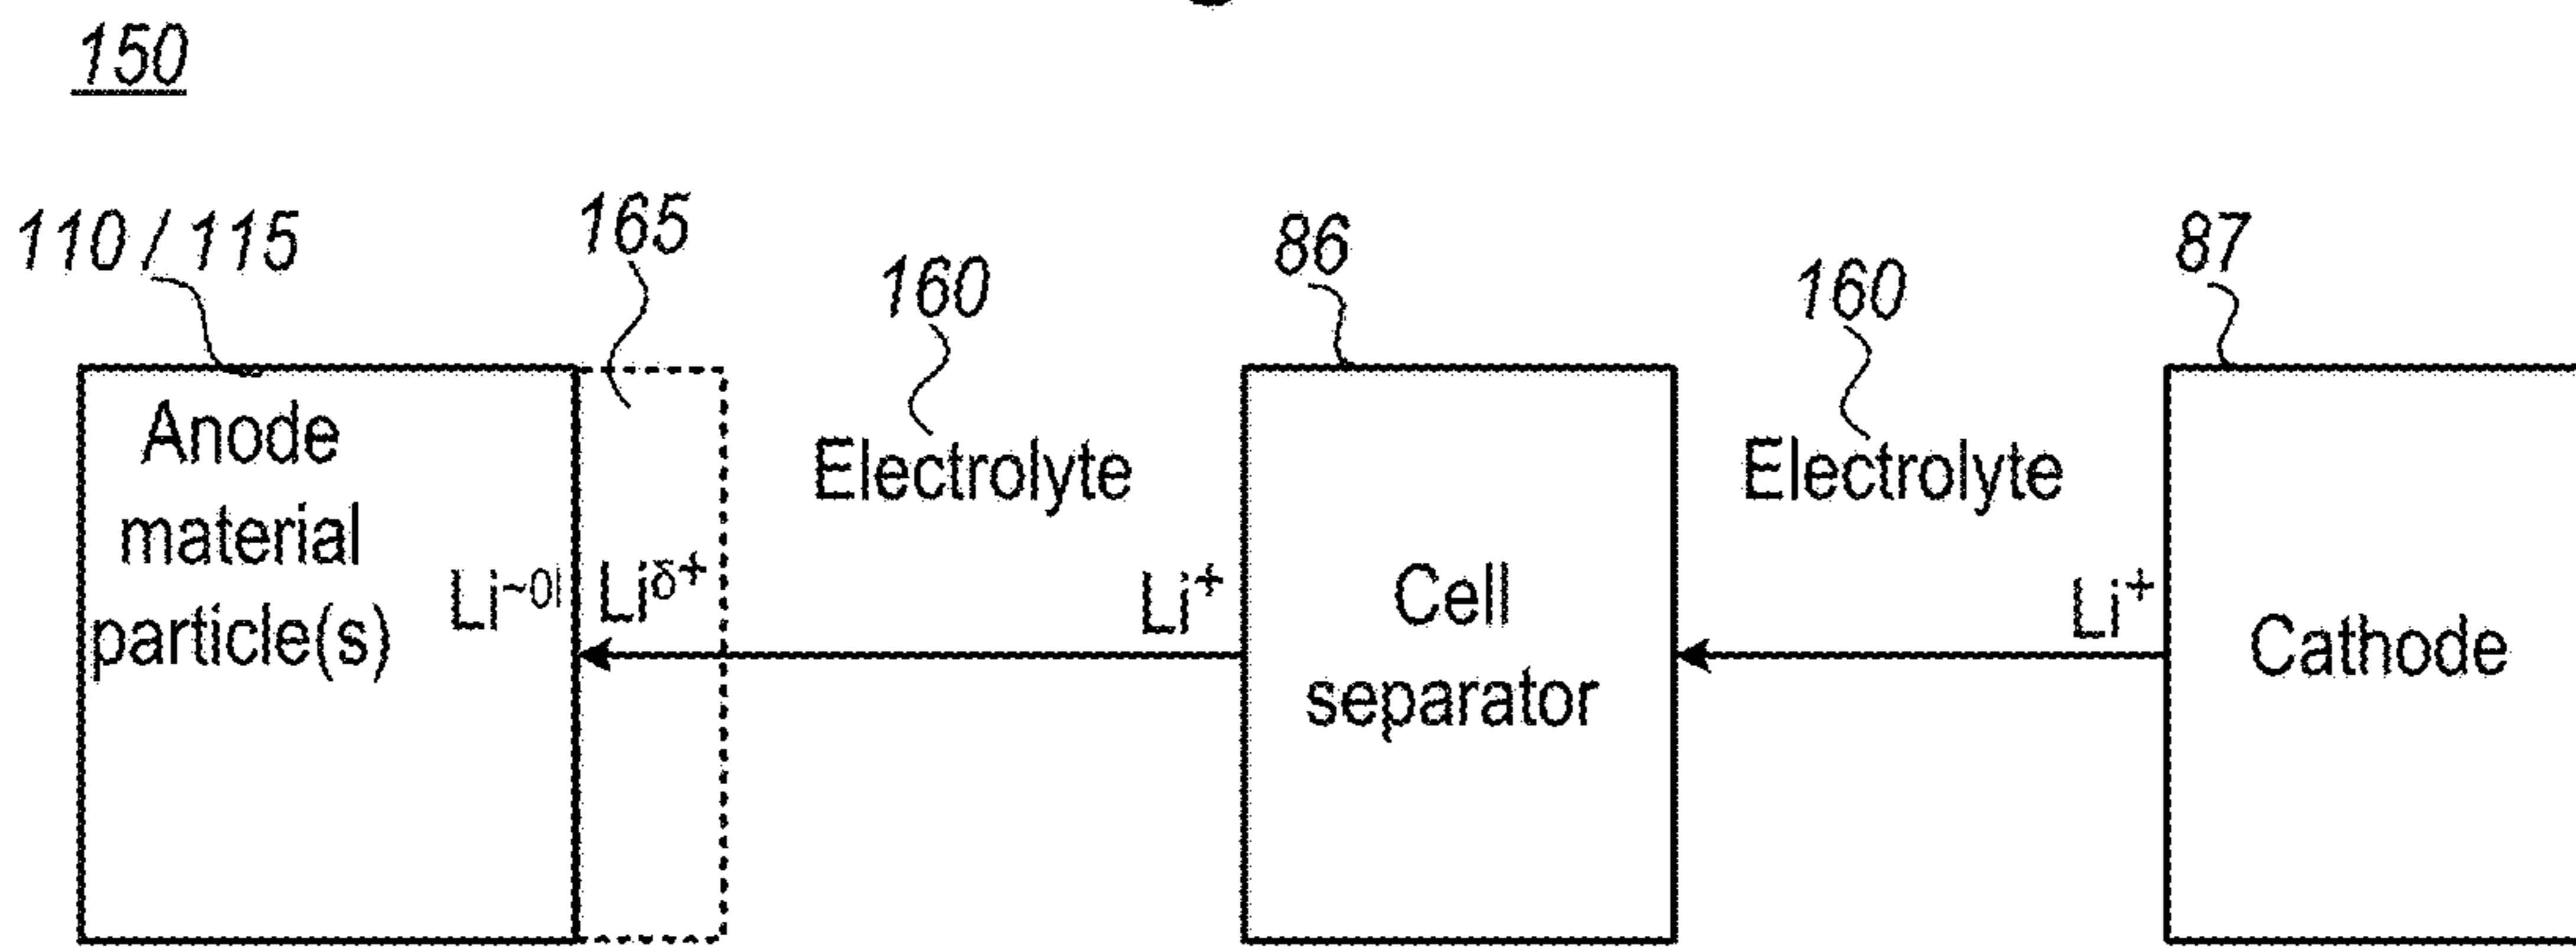 150
110 / 115
165
160
86
160
87
Anode
material
particle(s)
Li~0l
Liδ+
Electrolyte
Li+
Cell
separator
Electrolyte
Li+
Cathode